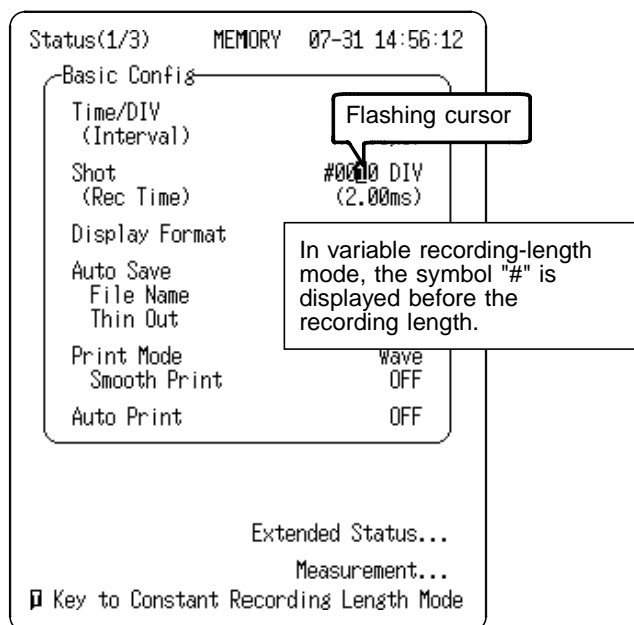 Status(1/3) MEMORY 07-31 14:56:12
Basic Config
Time/DIV
(Interval)
Flashing cursor
Shot #0010 DIV
(Rec Time) (2.00ms)
Display Format
In variable recording-length
mode, the symbol "#" is
displayed before the
recording length.
Auto Save
File Name
Thin Out
Print Mode Wave
Smooth Print OFF
Auto Print OFF
Extended Status...
Measurement...
Key to Constant Recording Length Mode